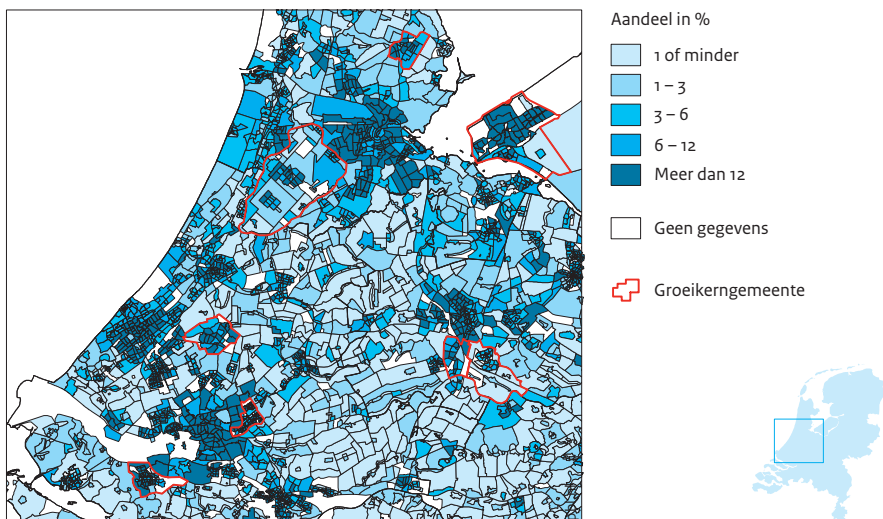 Aandeel in %
1 of minder
1 – 3
3 – 6
6 – 12
Meer dan 12
Geen gegevens
Groeikerngemeente